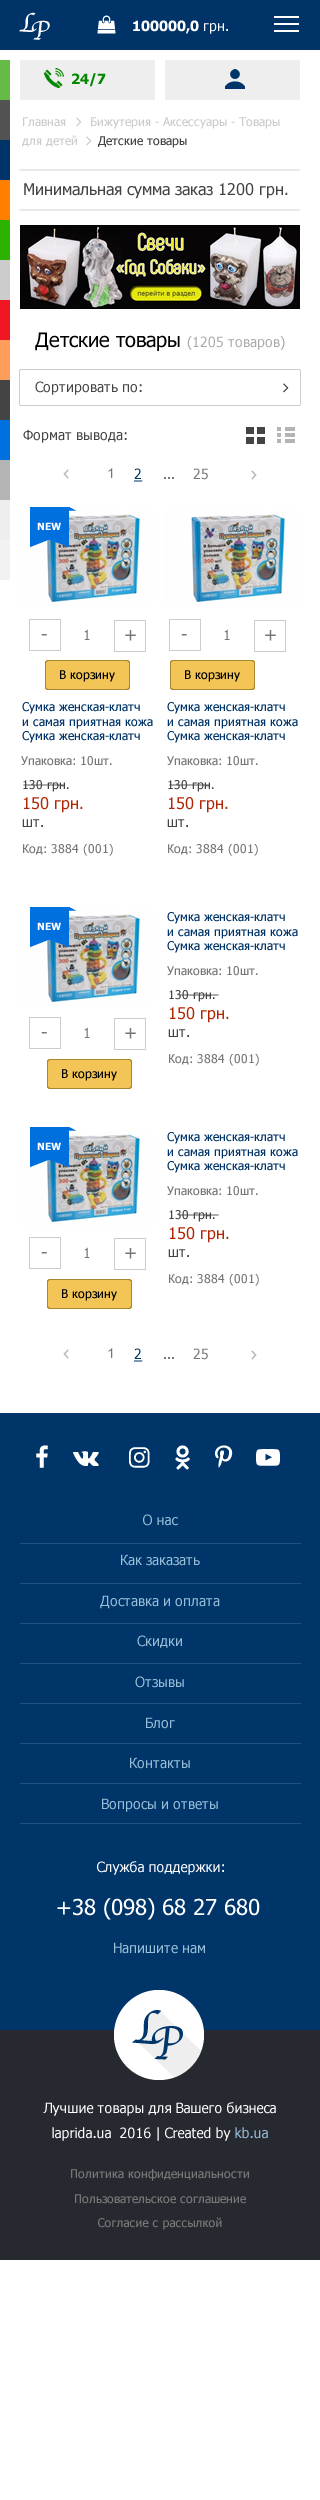 Lp 100000,0 грн.
24/7
Главная > Бижутерия - Аксессуары - Товары
для детей > Детские товары
Минимальная сумма заказ 1200 грн.
Свечи
«Год Собаки»
перейти в раздел
Детские товары (1205 товаров)
Сортировать по: >
Формат вывода:
< 1 2 ... 25 >
NEW
- 1 + - 1 +
В корзину В корзину
Сумка женская-клатч Сумка женская-клатч
и самая приятная кожа и самая приятная кожа
Сумка женская-клатч Сумка женская-клатч
Упаковка: 10шт. Упаковка: 10шт.
130 грн. 130 грн.
150 грн. 150 грн.
шт. шт.
Код: 3884 (001) Код: 3884 (001)
NEW
- 1 +
В корзину
Сумка женская-клатч
и самая приятная кожа
Сумка женская-клатч
Упаковка: 10шт.
130 грн.
150 грн.
шт.
Код: 3884 (001)
NEW
- 1 +
В корзину
Сумка женская-клатч
и самая приятная кожа
Сумка женская-клатч
Упаковка: 10шт.
130 грн.
150 грн.
шт.
Код: 3884 (001)
< 1 2 ... 25 >
О нас
Как заказать
Доставка и оплата
Скидки
Отзывы
Блог
Контакты
Вопросы и ответы
Служба поддержки:
+38 (098) 68 27 680
Напишите нам
Lp
Лучшие товары для Вашего бизнеса
laprida.ua 2016 | Created by kb.ua
Политика конфиденциальности
Пользовательское соглашение
Согласие с рассылкой